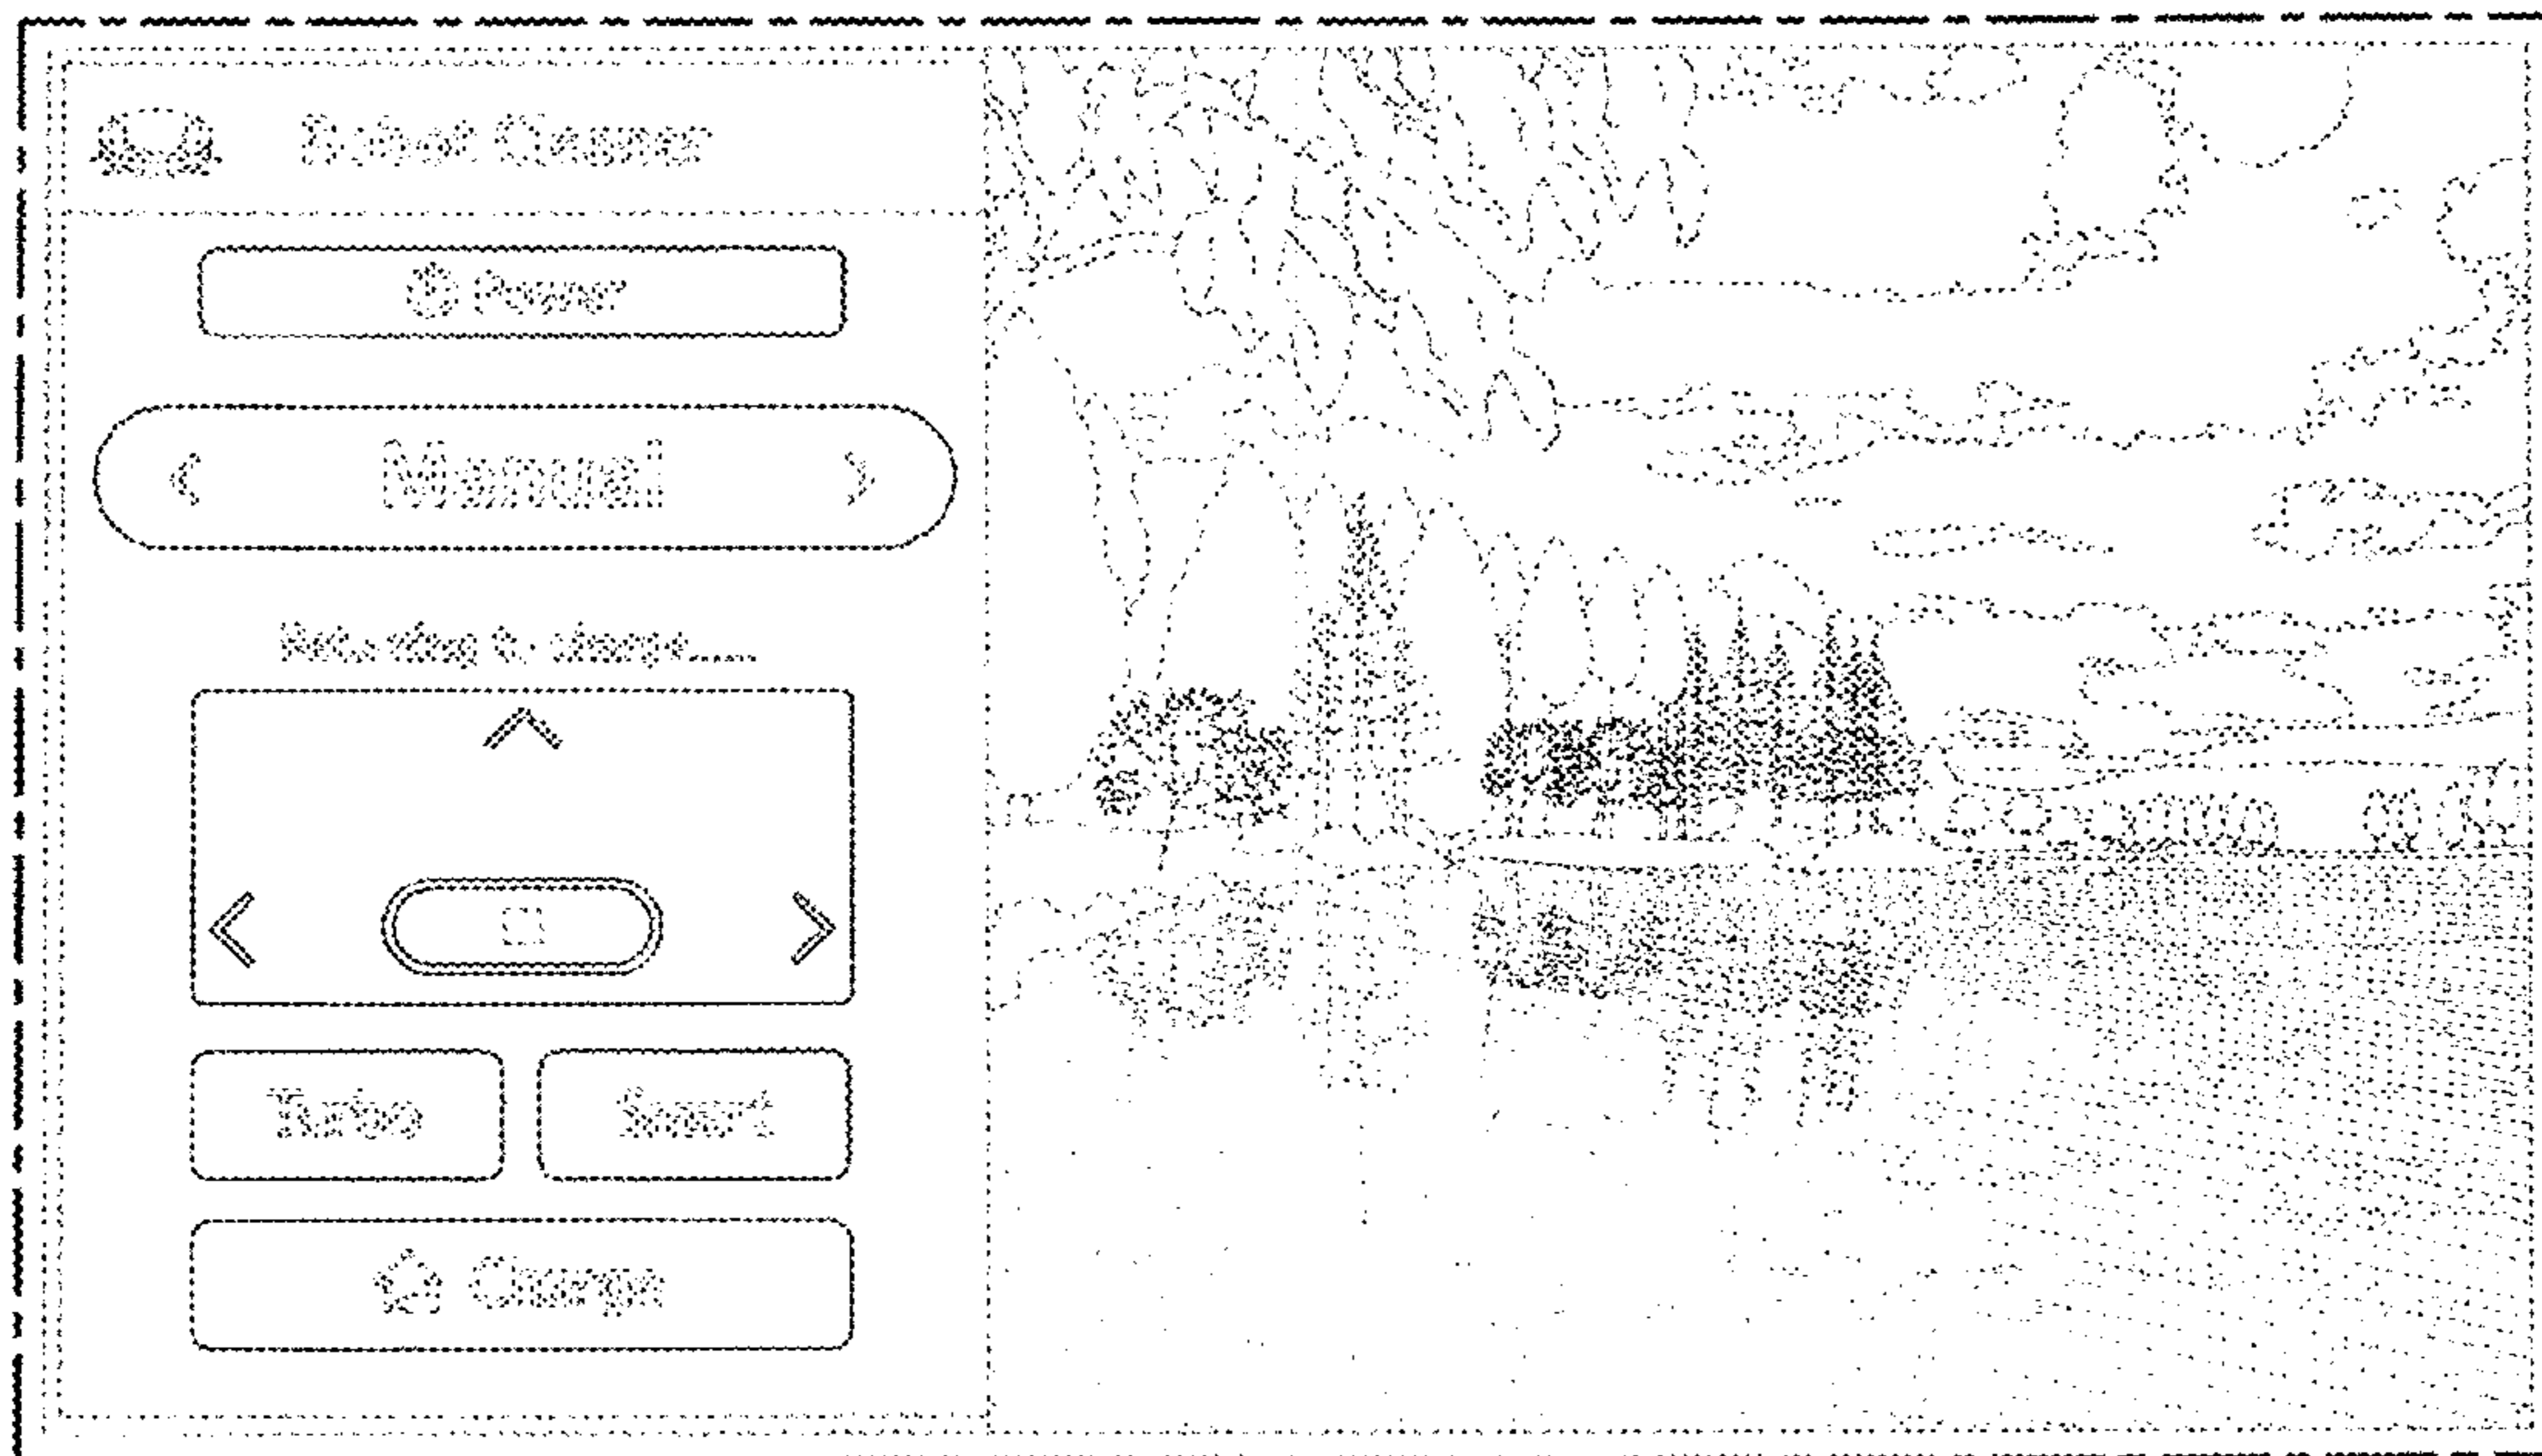 Robot Cleaner
Power
< Manual >
Returning to charge......
Turbo
Smart
Charge